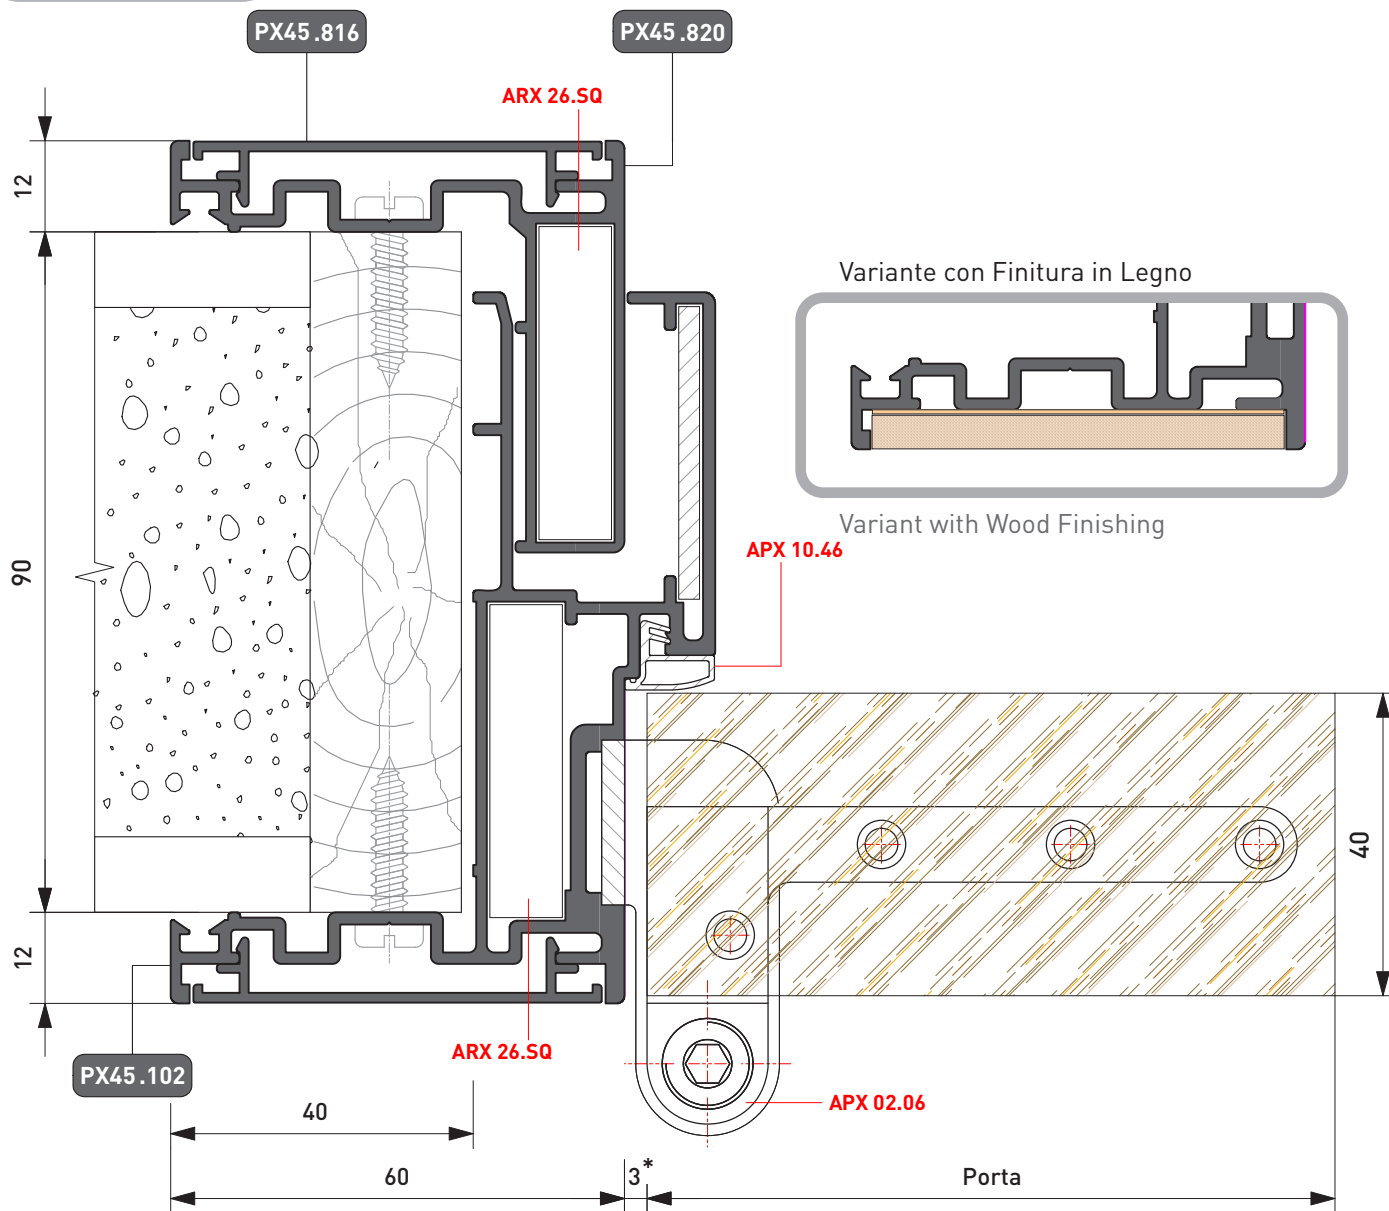 PX45.816
PX45.820
ARX 26.SQ
12
Variante con Finitura in Legno
Variant with Wood Finishing
APX 10.46
90
40
12
ARX 26.SQ
PX45.102
APX 02.06
40
60
3*
Porta